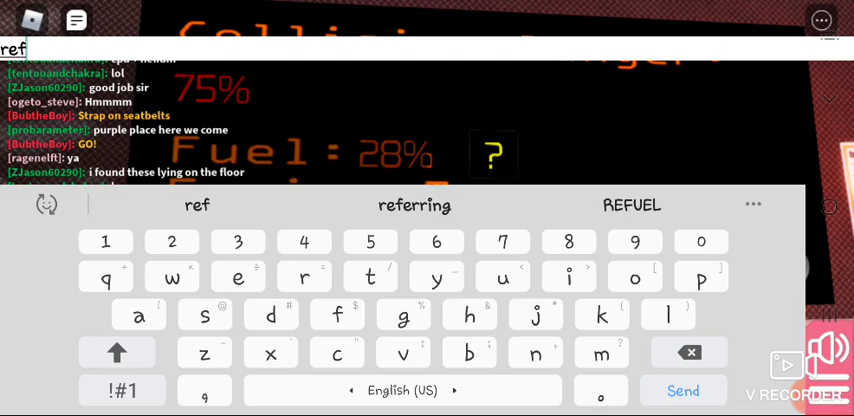 ref
[tentouandchakra]:
[tentouandchakra]: lol
[ZJason60290]: good job sir
[ogeto_steve]: Hmmmm
75%
[BubtheBoy]: Strap on seatbelts
[probarameter]: purple place here we come
[BubtheBoy]: GO!
Fuel: 28% ?
[ragenelft]: ya
[ZJason60290]: i found these lying on the floor
ref referring REFUEL •••
1 2 3 4 5 6 7 8 9 0
q + w × e ÷ r = t / y _ u < i > o [ p ]
a ! s @ d # f $ g % h & j * k ( l )
z - x ' c " v : b ; n , m ?
!#1 , English (US) . Send
V RECORDER